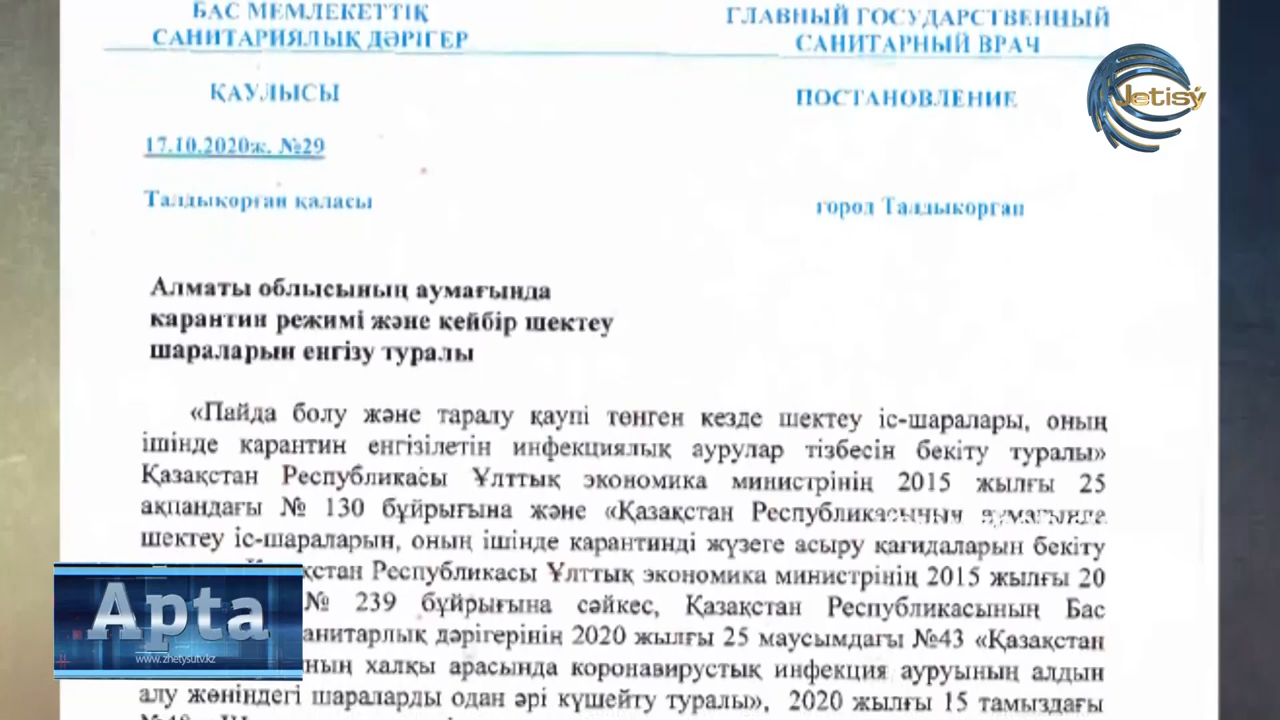 БАС МЕМЛЕКЕТТІК
САНИТАРИЯЛЫҚ ДӘРІГЕР
ГЛАВНЫЙ ГОСУДАРСТВЕННЫЙ
САНИТАРНЫЙ ВРАЧ
ҚАУЛЫСЫ
ПОСТАНОВЛЕНИЕ
Jetisý
17.10.2020ж. №29
Талдықорған қаласы
город Талдыкорган
Алматы облысының аумағында
карантин режимі және кейбір шектеу
шараларын енгізу туралы
«Пайда болу және таралу қаупі төнген кезде шектеу іс-шаралары, оның
ішінде карантин енгізілетін инфекциялық аурулар тізбесін бекіту туралы»
Қазақстан Республикасы Ұлттық экономика министрінің 2015 жылғы 25
ақпандағы № 130 бұйрығына және «Қазақстан Республикасының аумағында
шектеу іс-шараларын, оның ішінде карантинді жүзеге асыру қағидаларын бекіту
қстан Республикасы Ұлттық экономика министрінің 2015 жылғы 20
№ 239 бұйрығына сәйкес, Қазақстан Республикасының Бас
анитарлық дәрігерінің 2020 жылғы 25 маусымдағы №43 «Қазақстан
ның халқы арасында коронавирустық инфекция ауруының алдын
алу жөніндегі шараларды одан әрі күшейту туралы», 2020 жылғы 15 тамыздағы
Apta
www.zhetysutv.kz